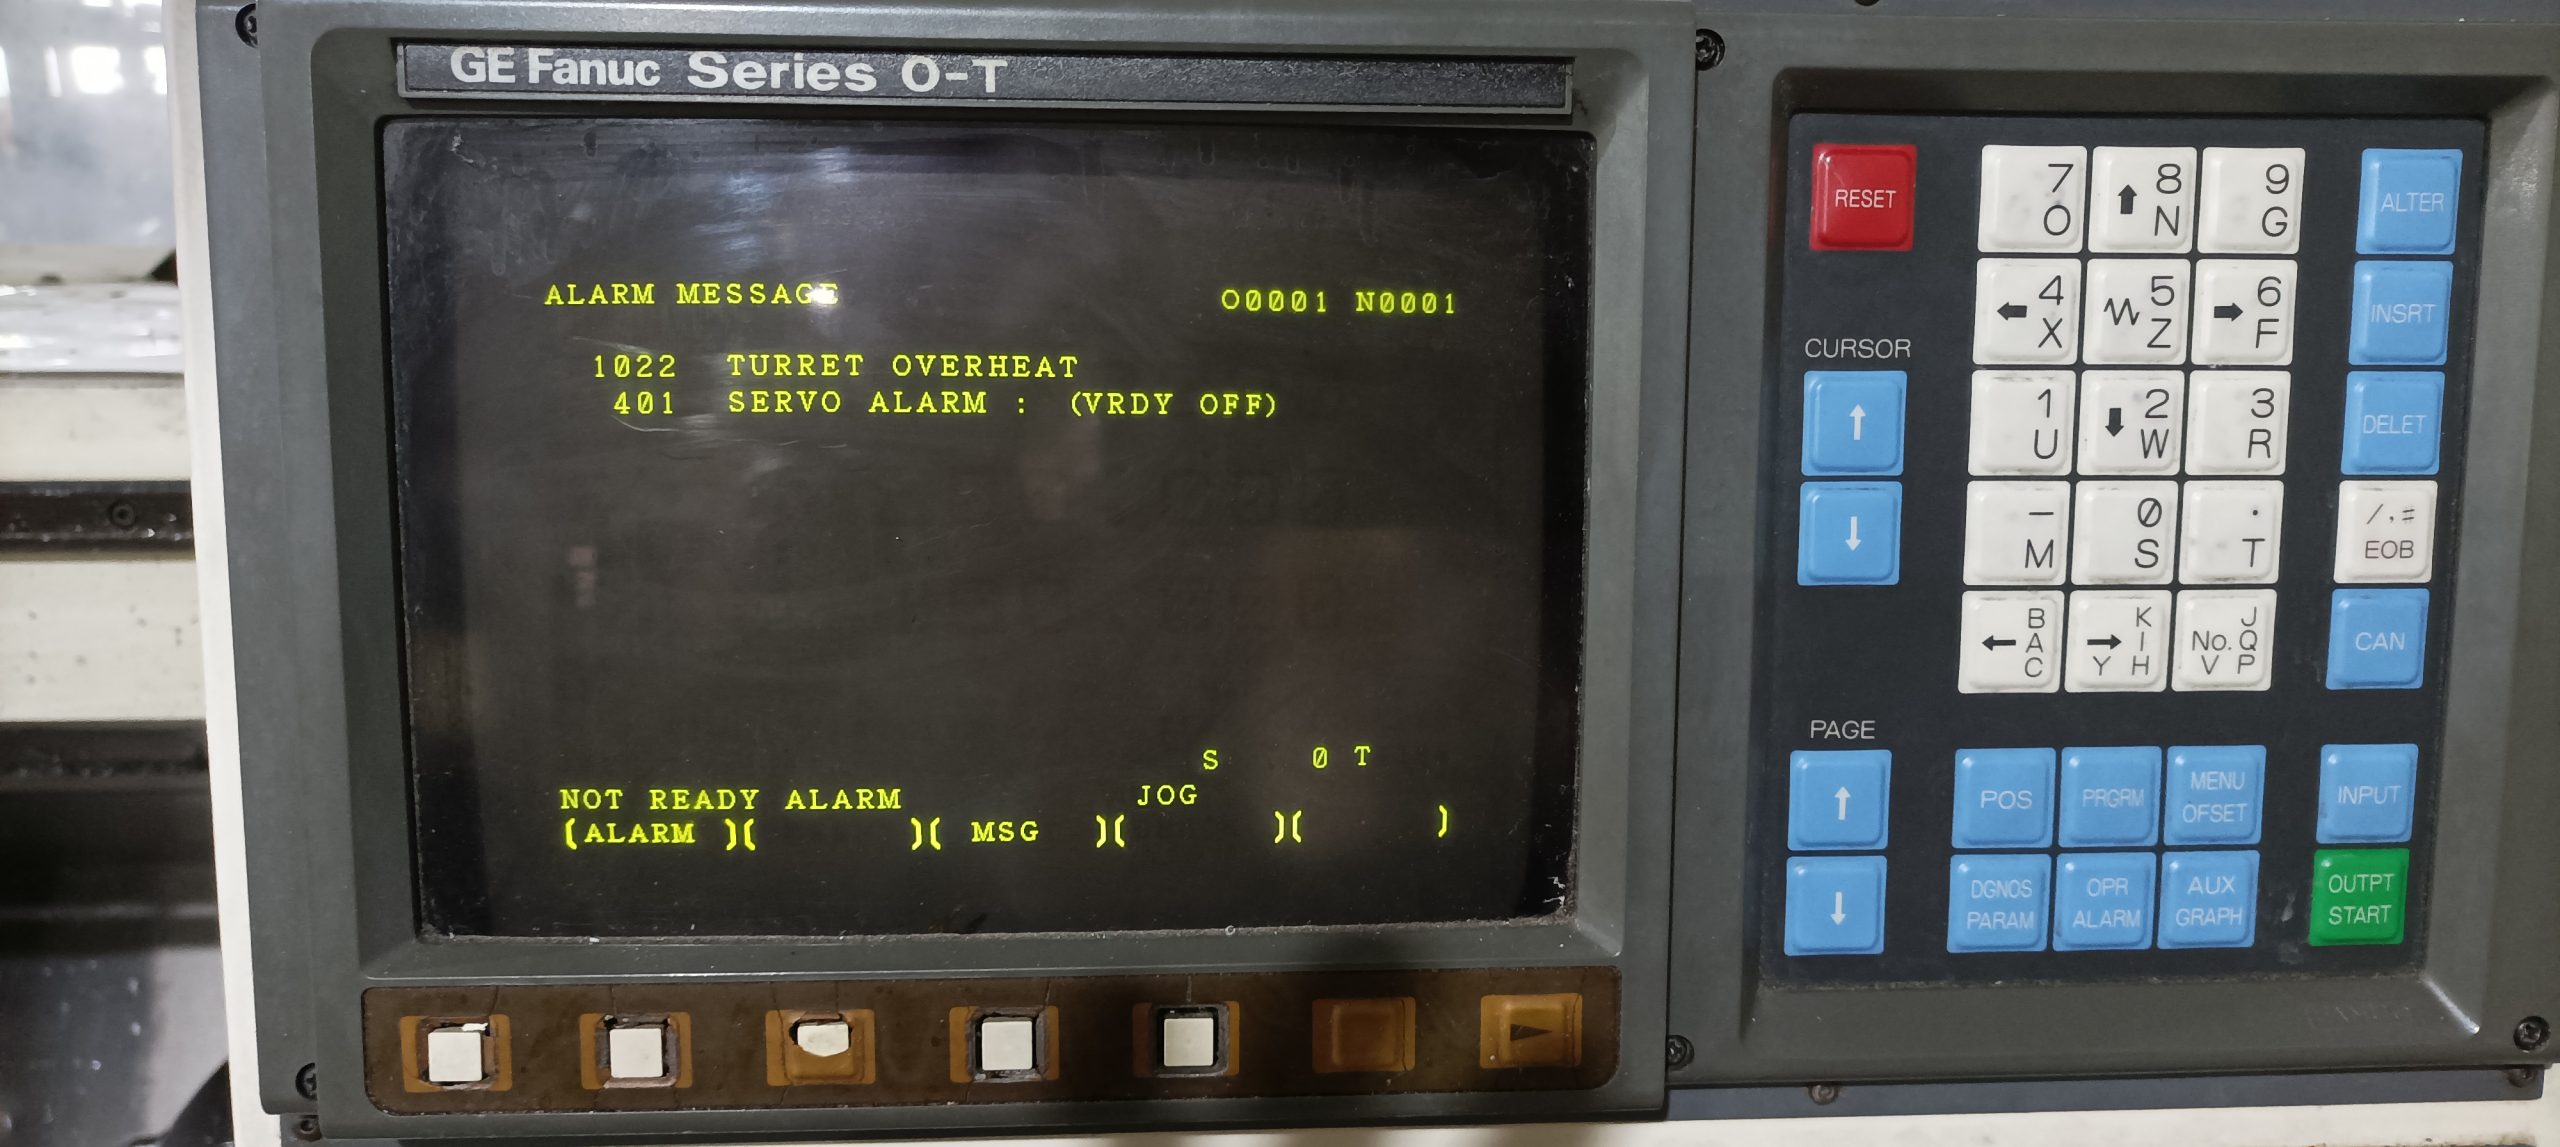 GE Fanuc Series O-T
ALARM MESSAGE O0001 N0001
1022 TURRET OVERHEAT
401 SERVO ALARM : (VRDY OFF)
S 0 T
NOT READY ALARM JOG
(ALARM )( )( MSG )( )( )
RESET
7 O
8 N
9 G
ALTER
4 X
5 Z
6 F
INSRT
CURSOR
1 U
2 W
3 R
DELET
- M
0 S
. T
/,# EOB
B A C
K I Y H
J No. Q V P
CAN
PAGE
POS
PRGRM
MENU OFSET
INPUT
DGNOS PARAM
OPR ALARM
AUX GRAPH
OUTPT START